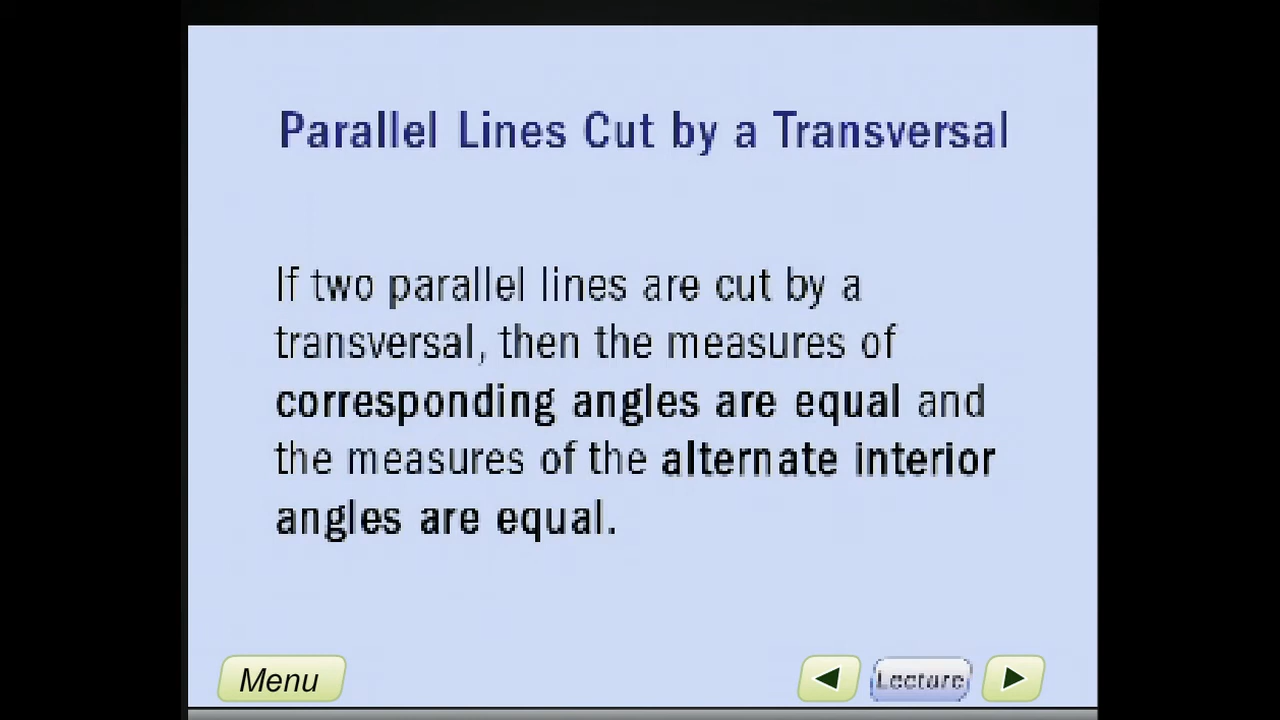 Parallel Lines Cut by a Transversal
If two parallel lines are cut by a
transversal, then the measures of
corresponding angles are equal and
the measures of the alternate interior
angles are equal.
Menu
Lecture